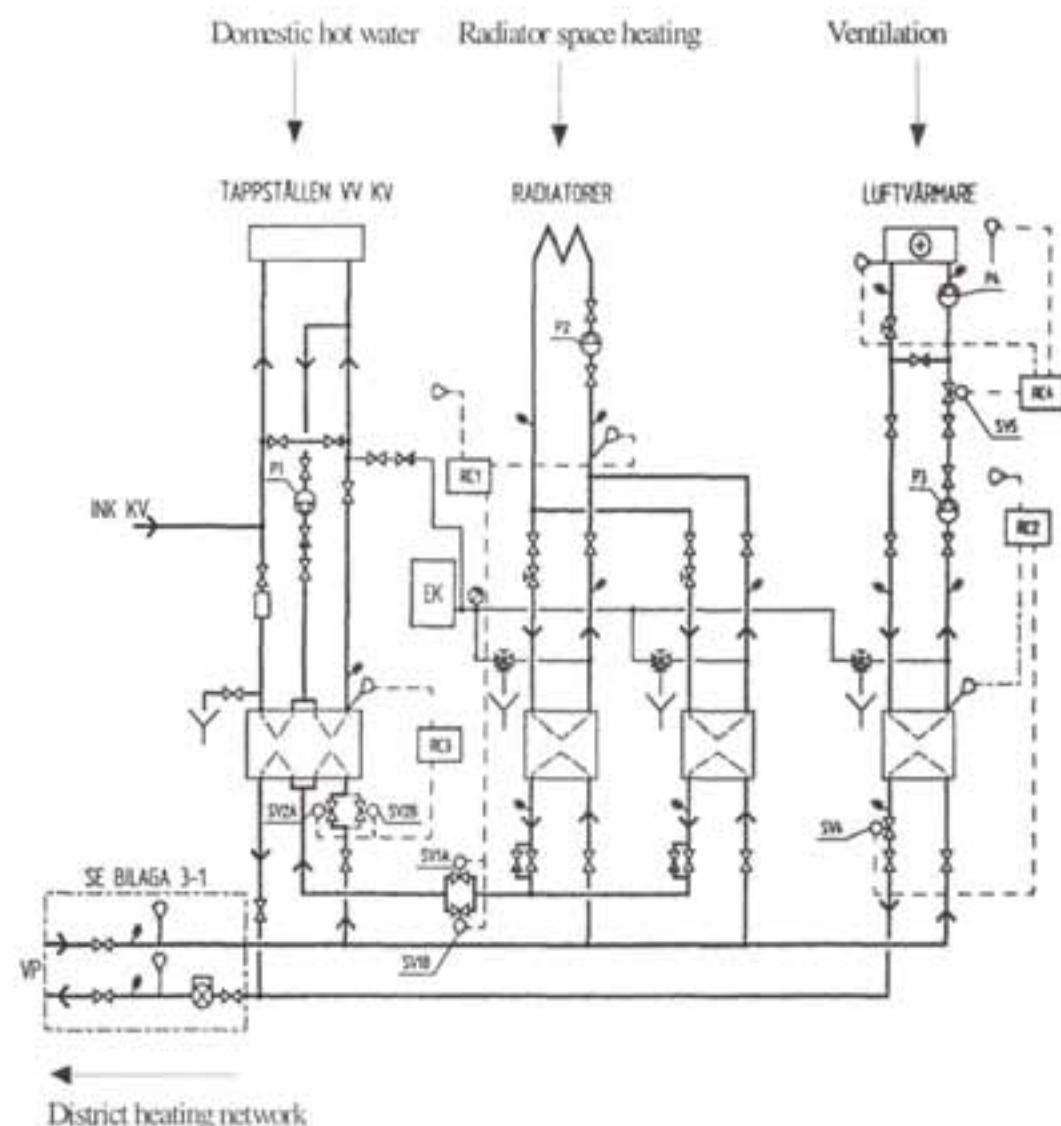 Domestic hot water
Radiator space heating
Ventilation
TAPPSTÄLLEN VV KV
RADIATORER
LUFTVÄRMARE
P4
P2
RC4
SV5
RC1
P1
P3
INK KV
RC2
EK
RC3
SV2A
SV2B
SV4
SV1A
SE BILAGA 3-1
SV1B
VP
District heating network